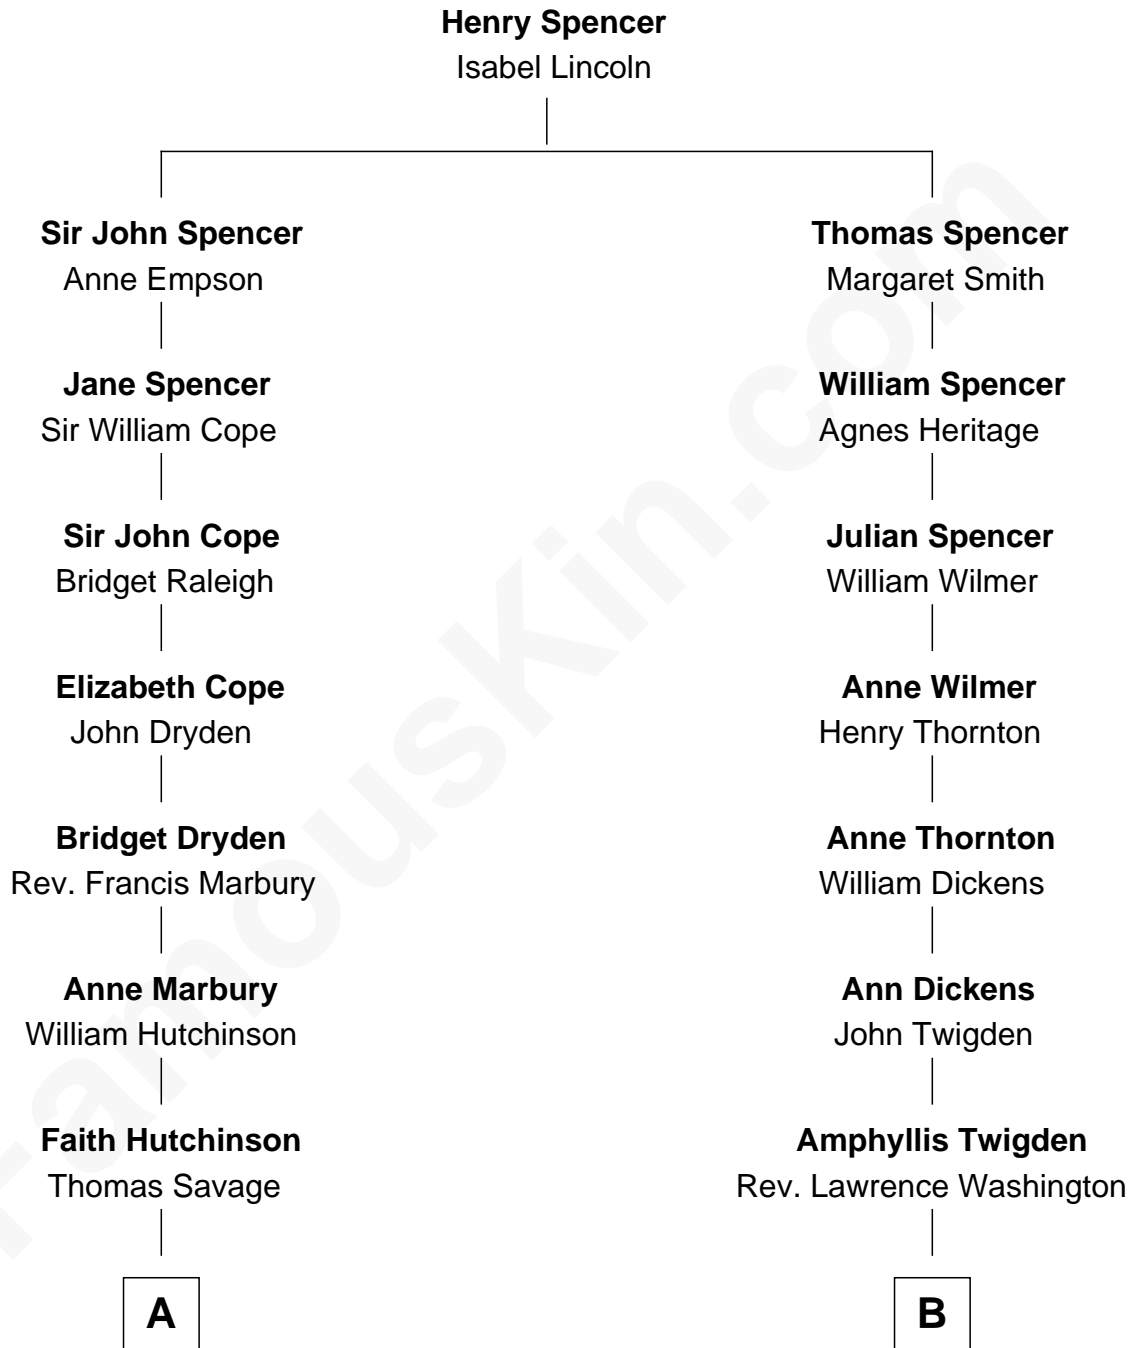 Henry Spencer
Isabel Lincoln
Sir John Spencer
Anne Empson
Jane Spencer
Sir William Cope
Sir John Cope
Bridget Raleigh
Elizabeth Cope
John Dryden
Bridget Dryden
Rev. Francis Marbury
Anne Marbury
William Hutchinson
Faith Hutchinson
Thomas Savage
A
Thomas Spencer
Margaret Smith
William Spencer
Agnes Heritage
Julian Spencer
William Wilmer
Anne Wilmer
Henry Thornton
Anne Thornton
William Dickens
Ann Dickens
John Twigden
Amphyllis Twigden
Rev. Lawrence Washington
B
FamousKin.com